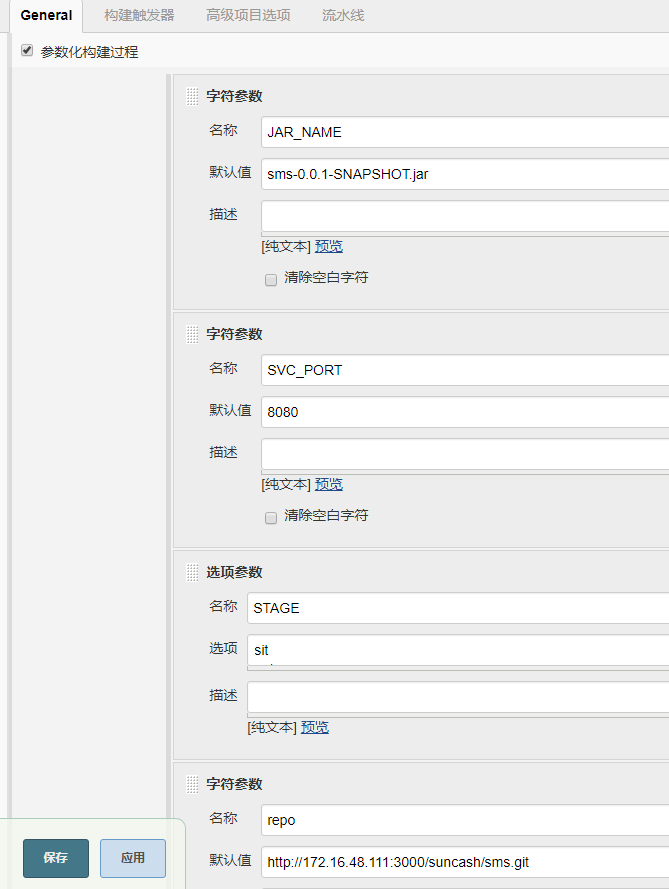 General 构建触发器 高级项目选项 流水线
参数化构建过程
字符参数
名称 JAR_NAME
默认值 sms-0.0.1-SNAPSHOT.jar
描述
[纯文本] 预览
清除空白字符
字符参数
名称 SVC_PORT
默认值 8080
描述
[纯文本] 预览
清除空白字符
选项参数
名称 STAGE
选项 sit
描述
[纯文本] 预览
字符参数
名称 repo
默认值 http://172.16.48.111:3000/suncash/sms.git
保存 应用